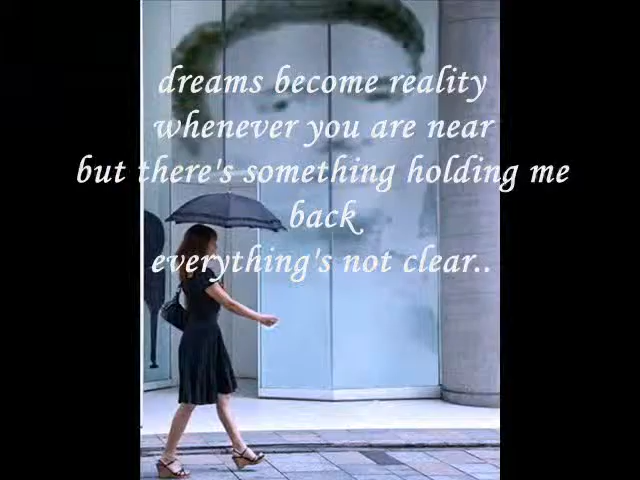 dreams become reality
whenever you are near
but there's something holding me
back
everything's not clear..